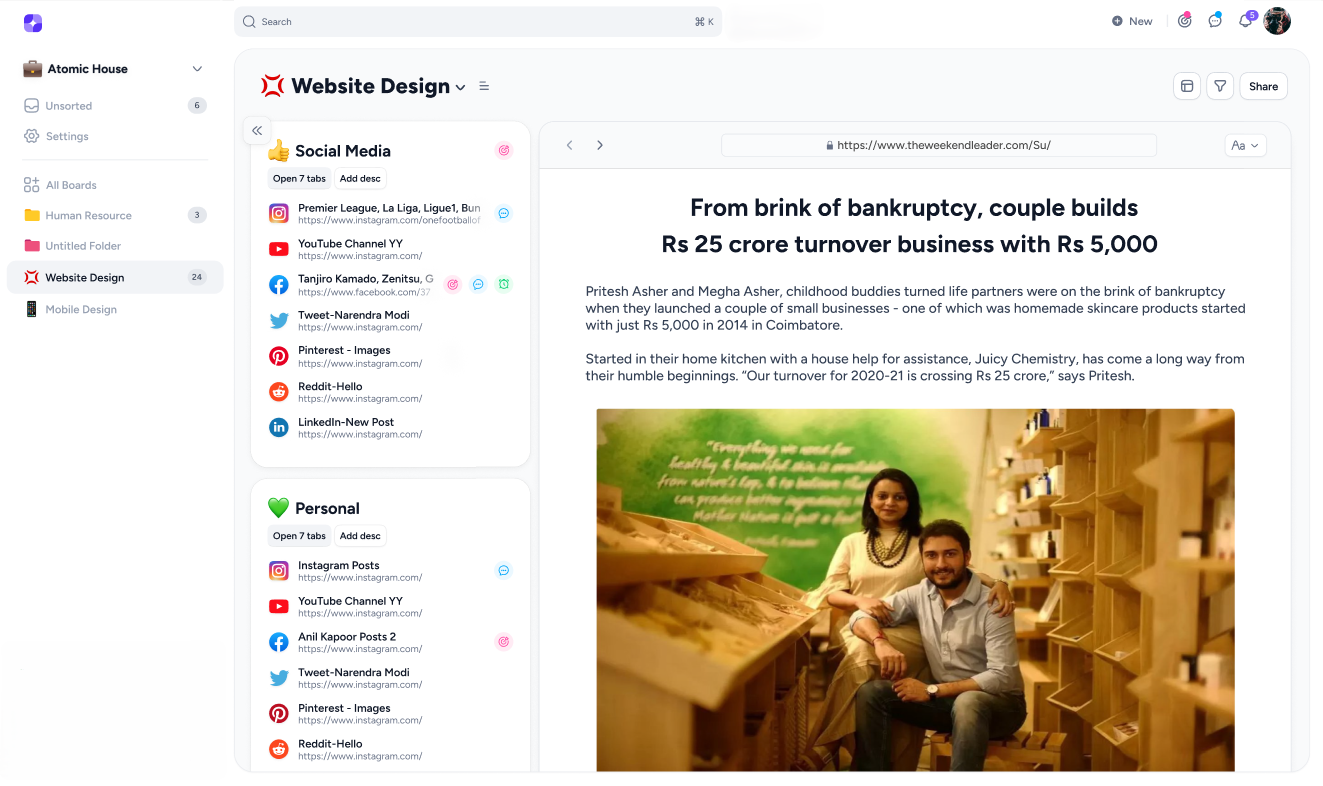 Search
⌘ K
New
5
Atomic House
Unsorted
6
Settings
All Boards
Human Resource
3
Untitled Folder
Website Design
24
Mobile Design
Website Design
Share
Social Media
Open 7 tabs
Add desc
Premier League, La Liga, Ligue1, Bun
https://www.instagram.com/onefootballof
YouTube Channel YY
https://www.instagram.com/
Tanjiro Kamado, Zenitsu, G
https://www.facebook.com/37
Tweet-Narendra Modi
https://www.instagram.com/
Pinterest - Images
https://www.instagram.com/
Reddit-Hello
https://www.instagram.com/
LinkedIn-New Post
https://www.instagram.com/
Personal
Open 7 tabs
Add desc
Instagram Posts
https://www.instagram.com/
YouTube Channel YY
https://www.instagram.com/
Anil Kapoor Posts 2
https://www.instagram.com/
Tweet-Narendra Modi
https://www.instagram.com/
Pinterest - Images
https://www.instagram.com/
Reddit-Hello
https://www.instagram.com/
https://www.theweekendleader.com/Su/
Aa
From brink of bankruptcy, couple builds
Rs 25 crore turnover business with Rs 5,000
Pritesh Asher and Megha Asher, childhood buddies turned life partners were on the brink of bankruptcy
when they launched a couple of small businesses - one of which was homemade skincare products started
with just Rs 5,000 in 2014 in Coimbatore.
Started in their home kitchen with a house help for assistance, Juicy Chemistry, has come a long way from
their humble beginnings. “Our turnover for 2020-21 is crossing Rs 25 crore,” says Pritesh.
"Everything we need for
healthy & beautiful skin is available
from nature's lap, & to believe that
can produce better
Mother Nature is just a